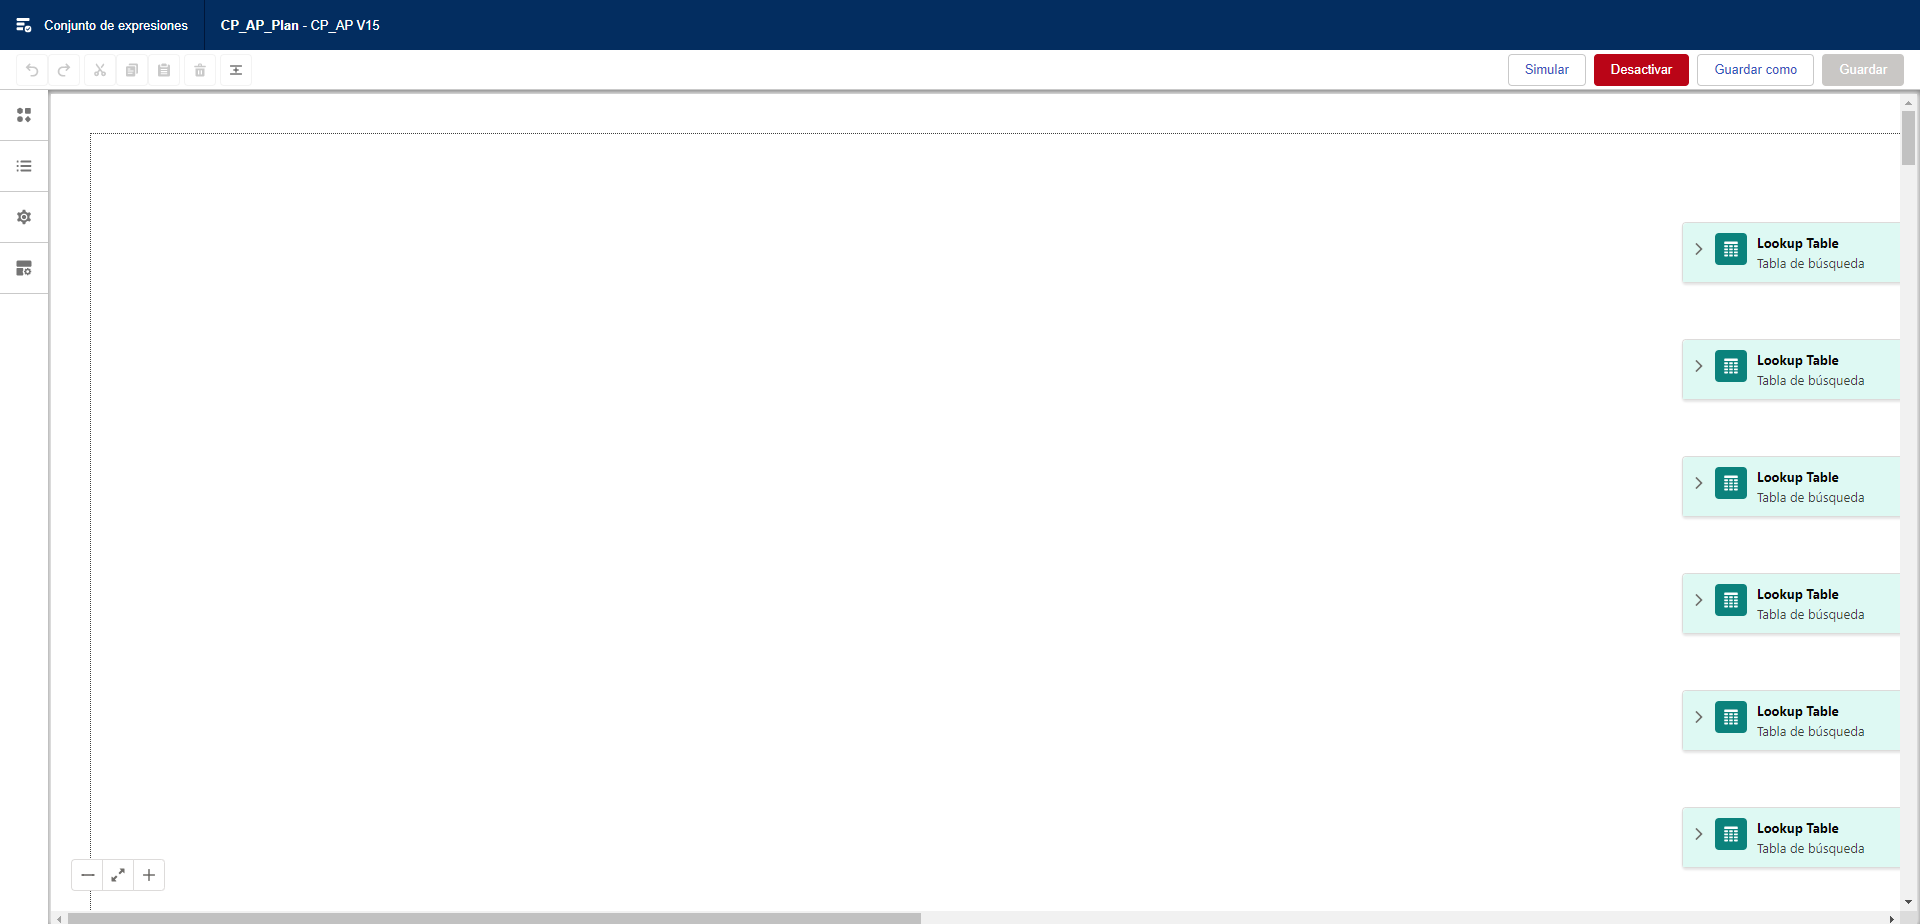 Conjunto de expresiones
CP_AP_Plan - CP_AP V15
Simular
Desactivar
Guardar como
Guardar
Lookup Table
Tabla de búsqueda
Lookup Table
Tabla de búsqueda
Lookup Table
Tabla de búsqueda
Lookup Table
Tabla de búsqueda
Lookup Table
Tabla de búsqueda
Lookup Table
Tabla de búsqueda